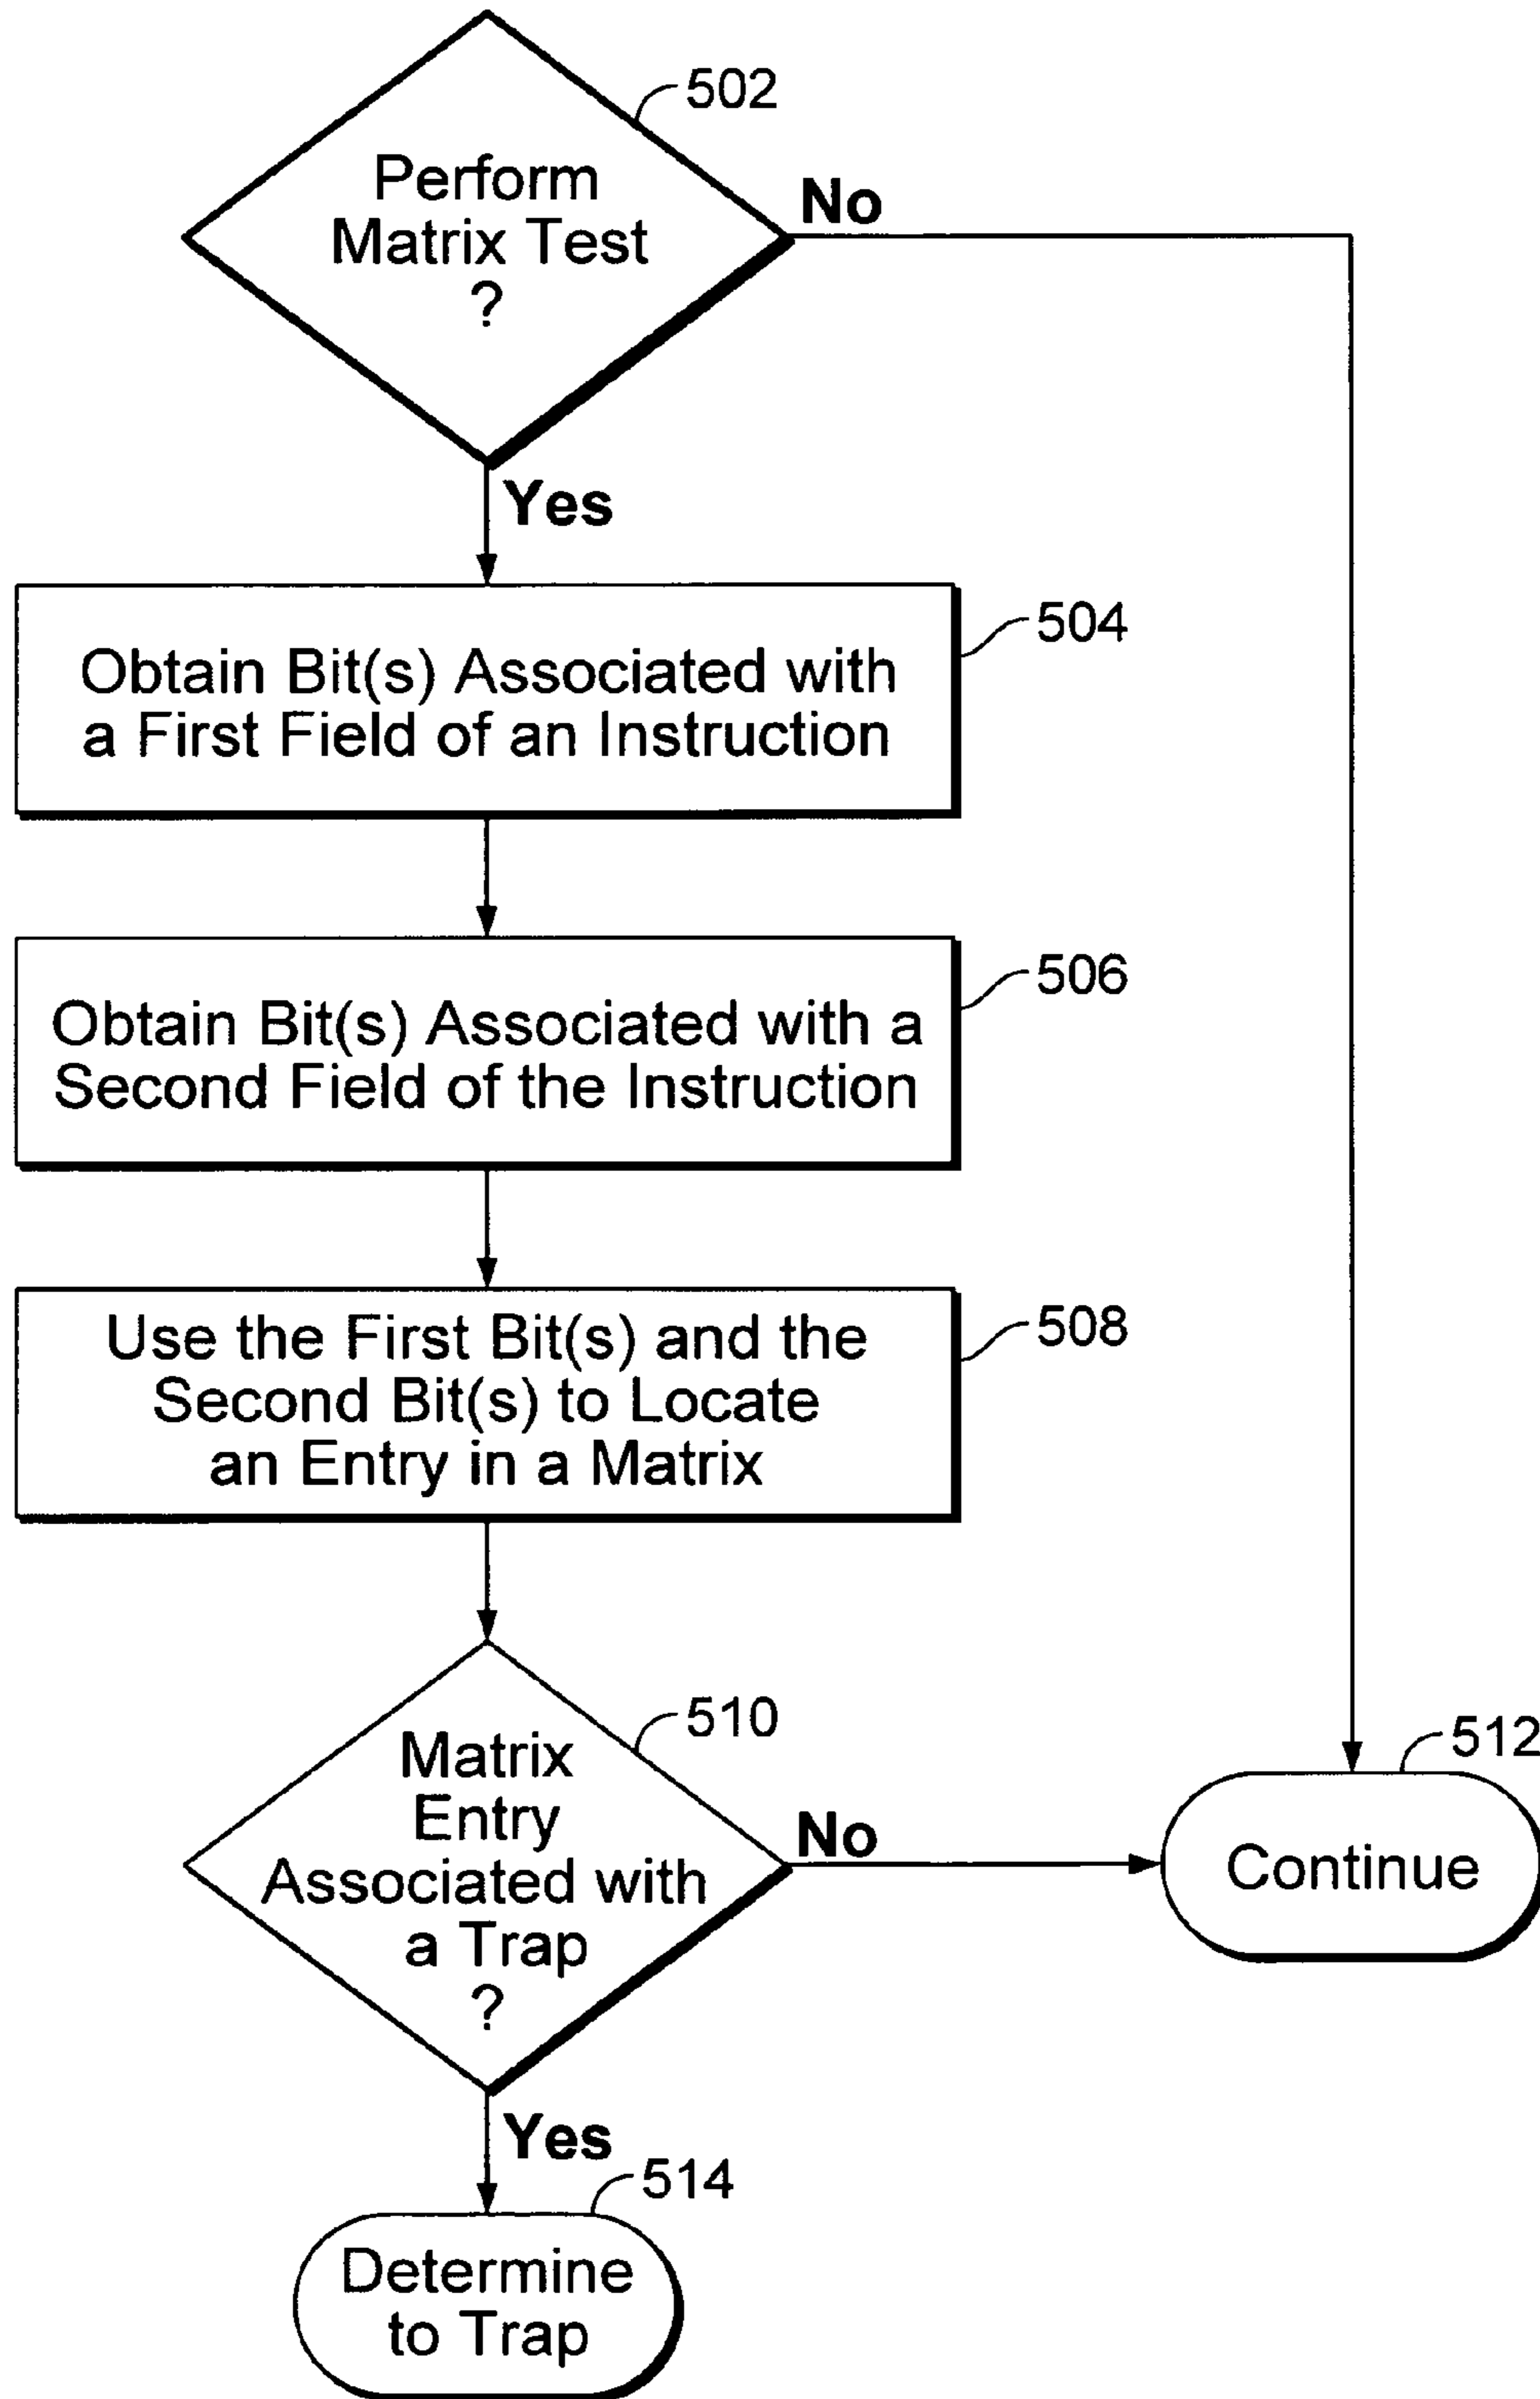 502
Perform
Matrix Test
?
No
Yes
504
Obtain Bit(s) Associated with
a First Field of an Instruction
506
Obtain Bit(s) Associated with a
Second Field of the Instruction
508
Use the First Bit(s) and the
Second Bit(s) to Locate
an Entry in a Matrix
510
Matrix
Entry
Associated with
a Trap
?
No
512
Continue
Yes
514
Determine
to Trap